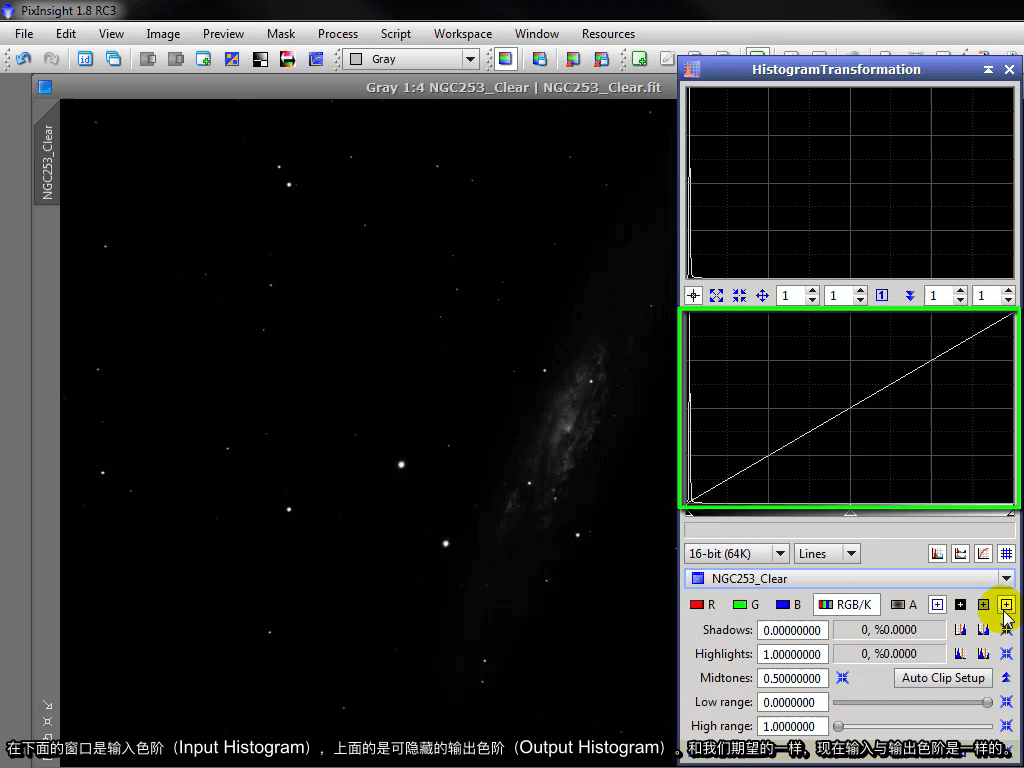 PixInsight 1.8 RC3
File Edit View Image Preview Mask Process Script Workspace Window Resources
Gray
HistogramTransformation
Gray 1:4 NGC253_Clear | NGC253_Clear.fit
NGC253_Clear
1 1 1 1
16-bit (64K) Lines
NGC253_Clear
R G B RGB/K A
Shadows: 0.00000000 0, %0.0000
Highlights: 1.00000000 0, %0.0000
Midtones: 0.50000000 Auto Clip Setup
Low range: 0.0000000
High range: 1.0000000
在下面的窗口是输入色阶（Input Histogram），上面的是可隐藏的输出色阶（Output Histogram）。和我们期望的一样，现在输入与输出色阶是一样的。